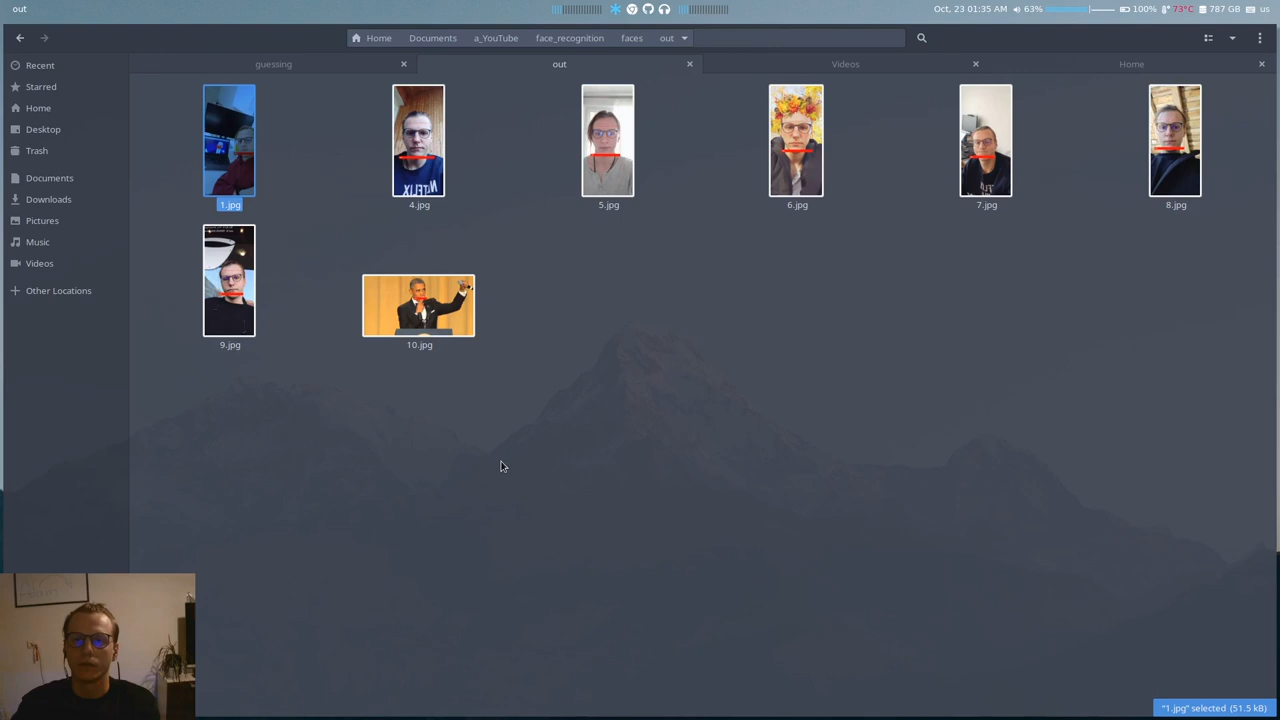 out
Oct, 23 01:35 AM
63%
100%
73°C
787 GB
us
Home
Documents
a_YouTube
face_recognition
faces
out
Recent
Starred
Home
Desktop
Trash
Documents
Downloads
Pictures
Music
Videos
Other Locations
guessing
out
Videos
Home
1.jpg
4.jpg
5.jpg
6.jpg
7.jpg
8.jpg
9.jpg
10.jpg
"1.jpg" selected (51.5 kB)